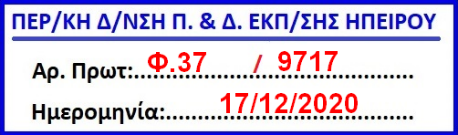 ΠΕΡ/ΚΗ Δ/ΝΣΗ Π. & Δ. ΕΚΠ/ΣΗΣ ΗΠΕΙΡΟΥ
Αρ. Πρωτ:....Φ.37....../..9717...........
Ημερομηνία:........17/12/2020............